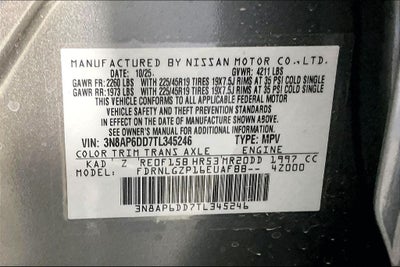 MANUFACTURED BY NISSAN MOTOR CO.,LTD.
DATE: 10/25 GVWR: 4211 LBS
GAWR FR: 2260 LBS WITH 225/45R19 TIRES 19X7.5J RIMS AT 35 PSI COLD SINGLE
GAWR RR: 1973 LBS WITH 225/45R19 TIRES 19X7.5J RIMS AT 35 PSI COLD SINGLE
THIS VEHICLE CONFORMS TO ALL APPLICABLE FEDERAL MOTOR
VEHICLE SAFETY AND THEFT PREVENTION STANDARDS
IN EFFECT ON THE DATE OF MANUFACTURE SHOWN ABOVE.
SEE OWNER'S MANUAL FOR ADDITIONAL INFORMATION
VIN: 3N8AP6DD7TL345246 TYPE: MPV
COLOR TRIM TRANS AXLE ENGINE
KAD Z RE0F15B HR53 MR20DD 1997 CC
MODEL: FDRNLGZP16EUAFBB-- 4Z000
3N8AP6DD7TL345246